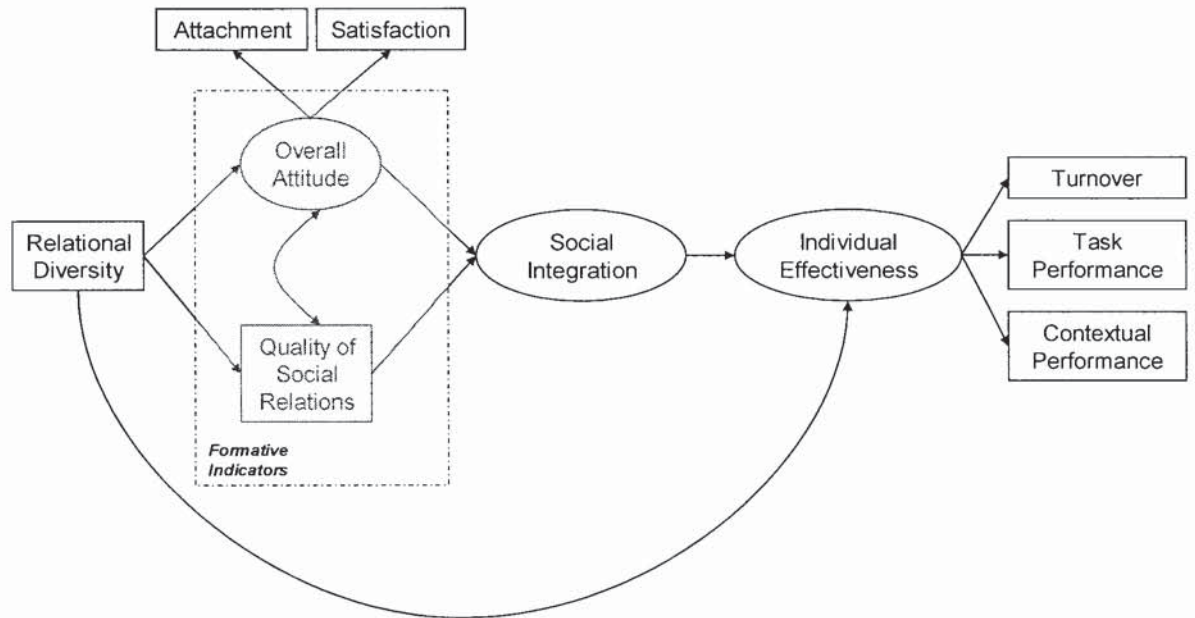 Attachment
Satisfaction
Overall
Attitude
Relational
Diversity
Quality of
Social
Relations
Formative
Indicators
Social
Integration
Individual
Effectiveness
Turnover
Task
Performance
Contextual
Performance